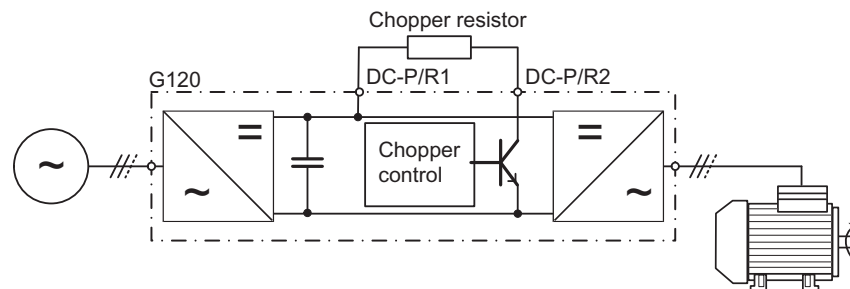 Chopper resistor
DC-P/R1
DC-P/R2
G120
=
=
Chopper
control
~
~
~